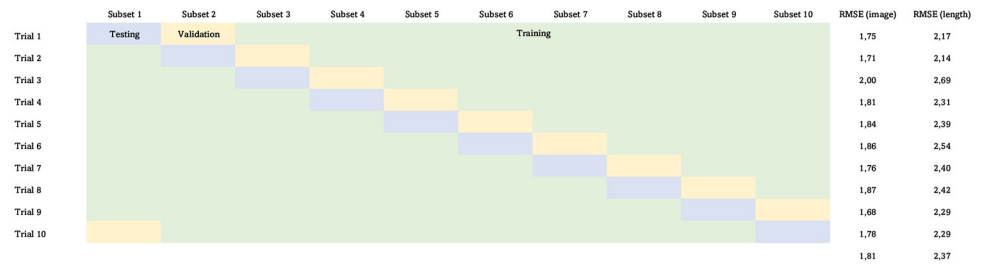 Subset 1 Subset 2 Subset 3 Subset 4 Subset 5 Subset 6 Subset 7 Subset 8 Subset 9 Subset 10 RMSE (image) RMSE (length)
Trial 1 Testing Validation Training 1,75 2,17
Trial 2 1,71 2,14
Trial 3 2,00 2,69
Trial 4 1,81 2,31
Trial 5 1,84 2,39
Trial 6 1,86 2,54
Trial 7 1,76 2,40
Trial 8 1,87 2,42
Trial 9 1,68 2,29
Trial 10 1,78 2,29
1,81 2,37